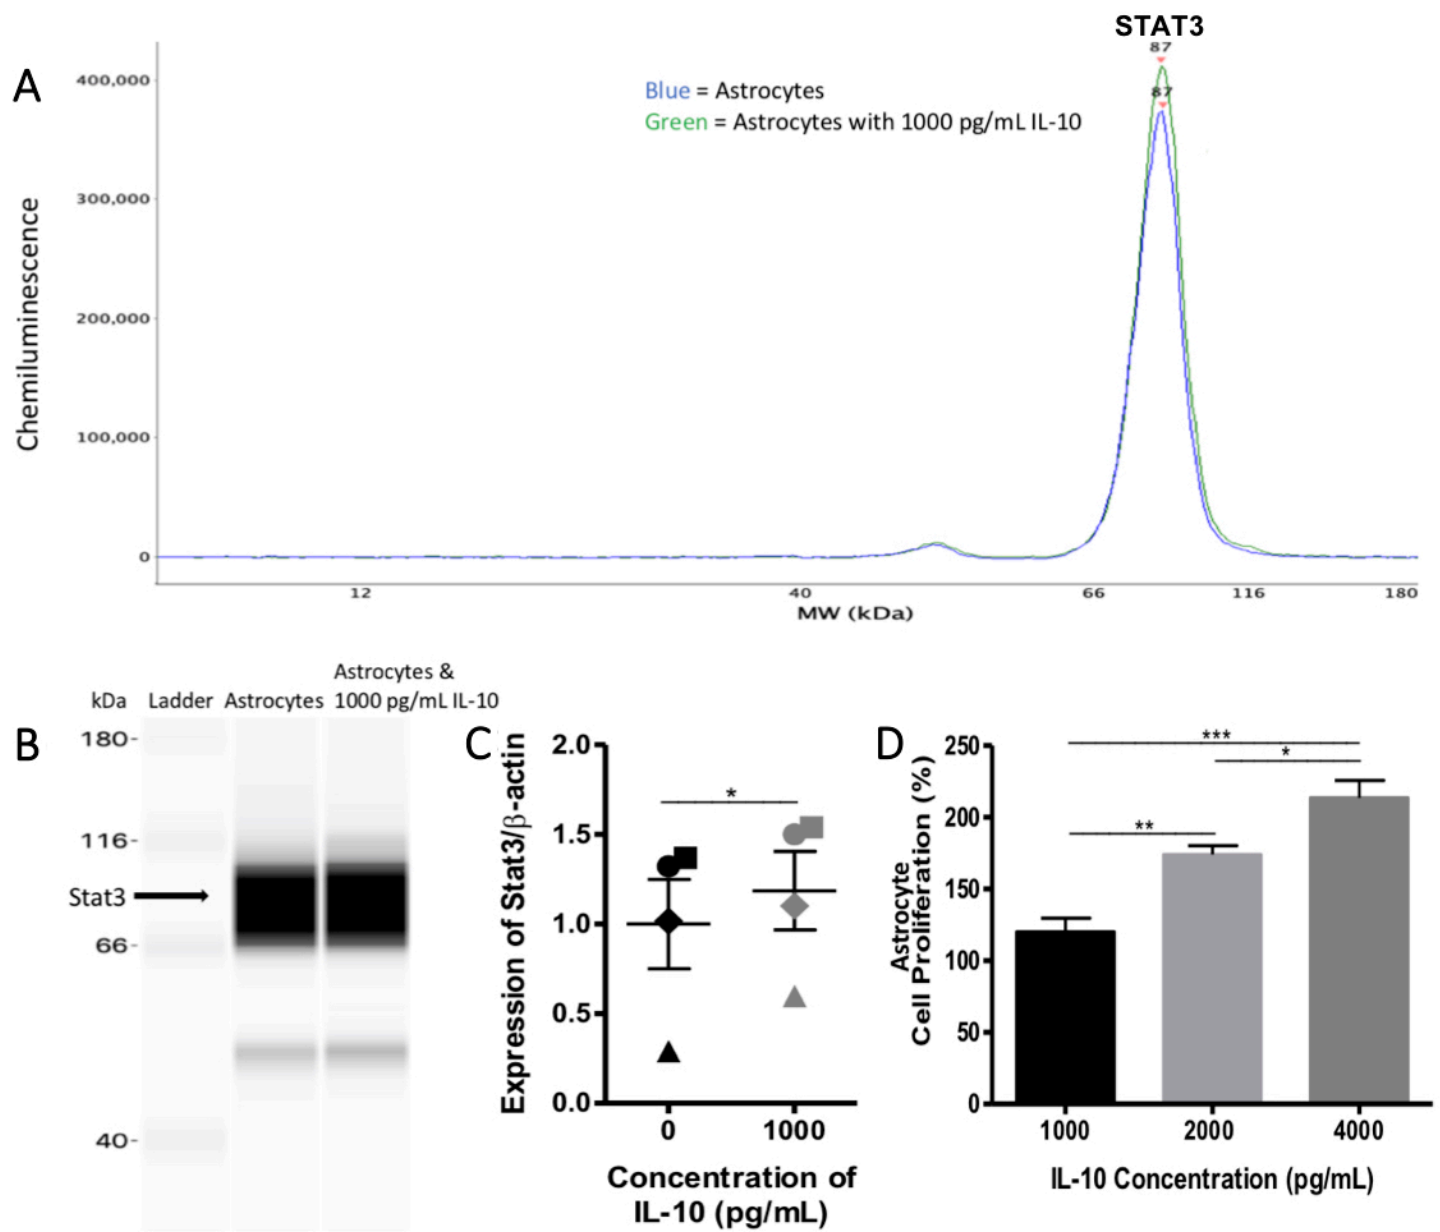 STAT3
87
A
400,000
Blue = Astrocytes
87
Green = Astrocytes with 1000 pg/mL IL-10
300,000
Chemiluminescence
200,000
100,000
0
12 40 66 116 180
MW (kDa)
Astrocytes &
kDa Ladder Astrocytes 1000 pg/mL IL-10
B
180-
116-
Stat3
66-
40-
C
Expression of Stat3/β-actin
2.0
*
1.5
1.0
0.5
0.0
0 1000
Concentration of
IL-10 (pg/mL)
D
Astrocyte
Cell Proliferation (%)
250
***
*
200
**
150
100
50
0
1000 2000 4000
IL-10 Concentration (pg/mL)